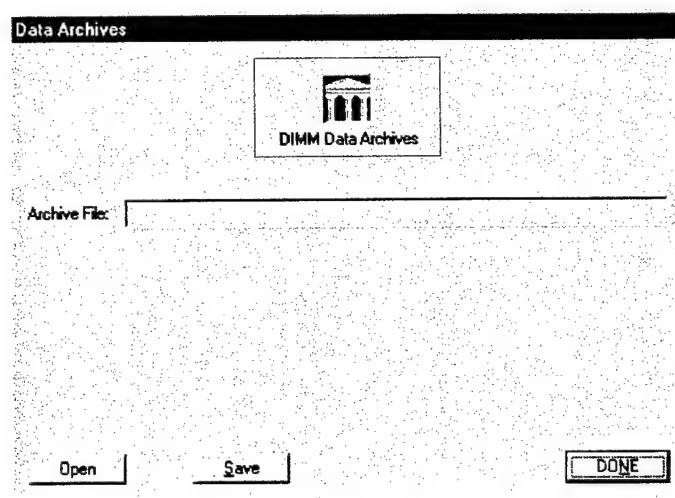 Data Archives
DIMM Data Archives
Archive File:
Open Save DONE